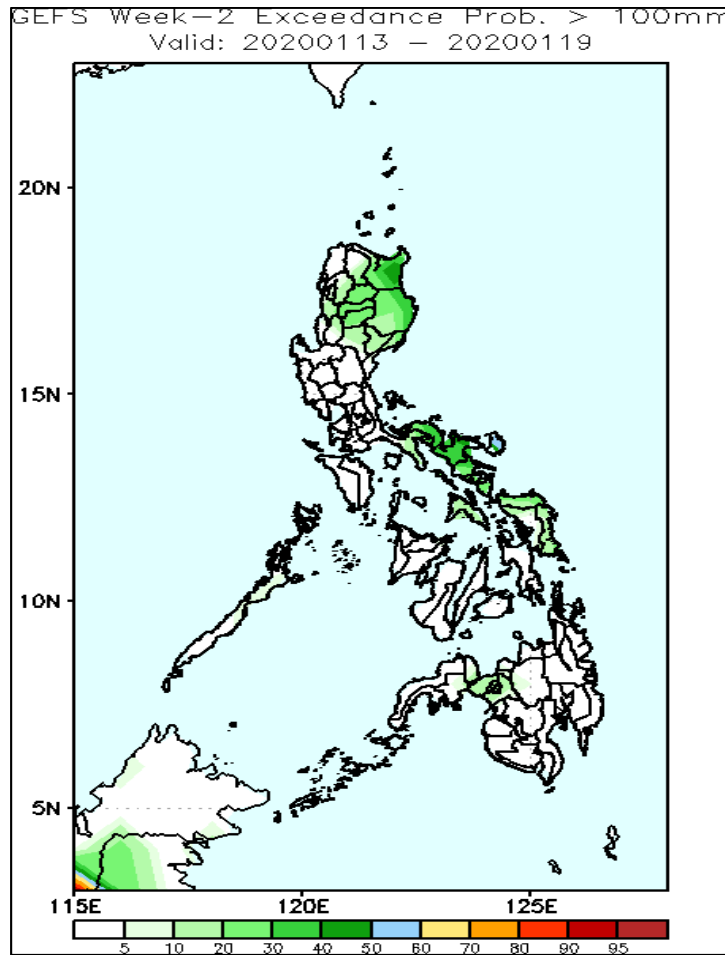 GEFS Week-2 Exceedance Prob. > 100mm
Valid: 20200113 - 20200119
20N
15N
10N
5N
115E 120E 125E
5 10 20 30 40 50 60 70 80 90 95